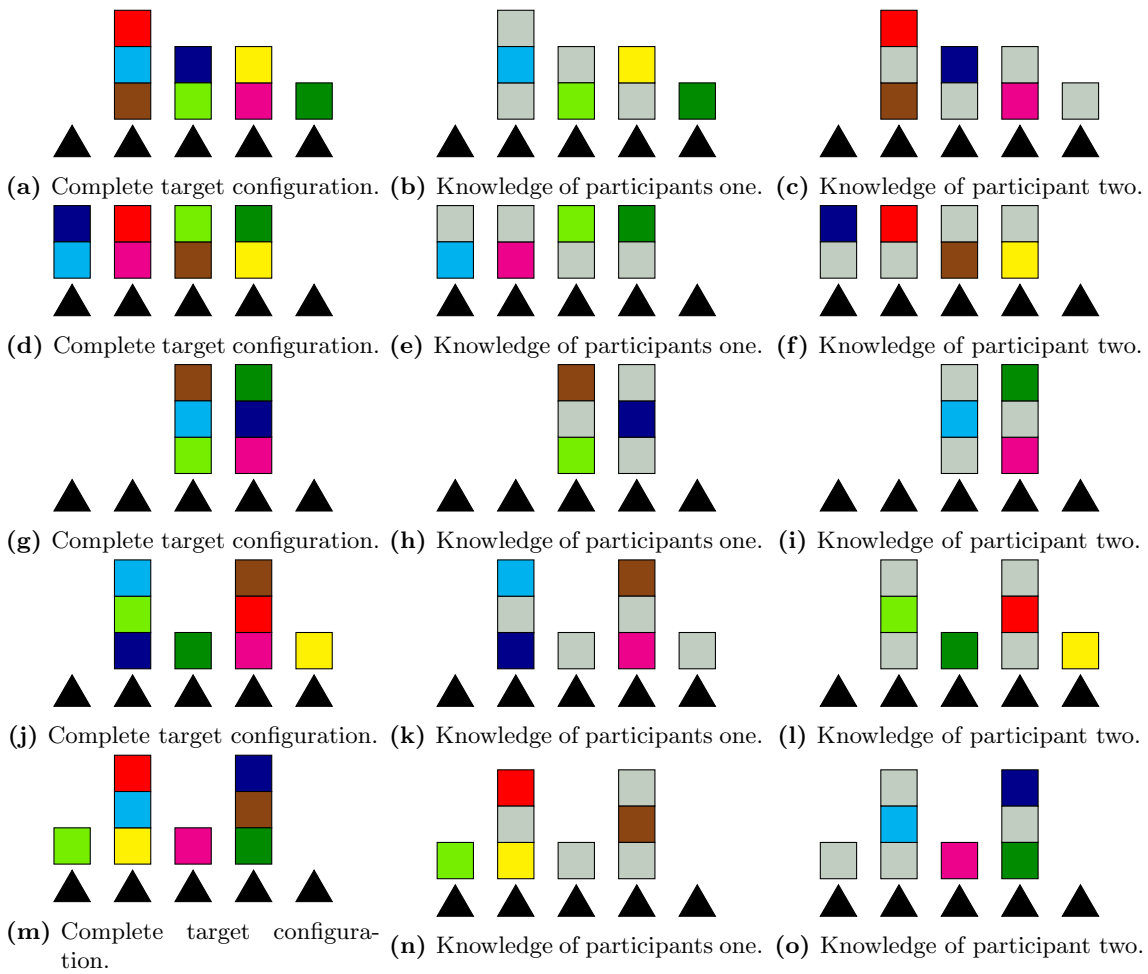 (a) Complete target configuration. (b) Knowledge of participants one. (c) Knowledge of participant two.
(d) Complete target configuration. (e) Knowledge of participants one. (f) Knowledge of participant two.
(g) Complete target configuration. (h) Knowledge of participants one. (i) Knowledge of participant two.
(j) Complete target configuration. (k) Knowledge of participants one. (l) Knowledge of participant two.
(m) Complete target configura-
tion.
(n) Knowledge of participants one. (o) Knowledge of participant two.